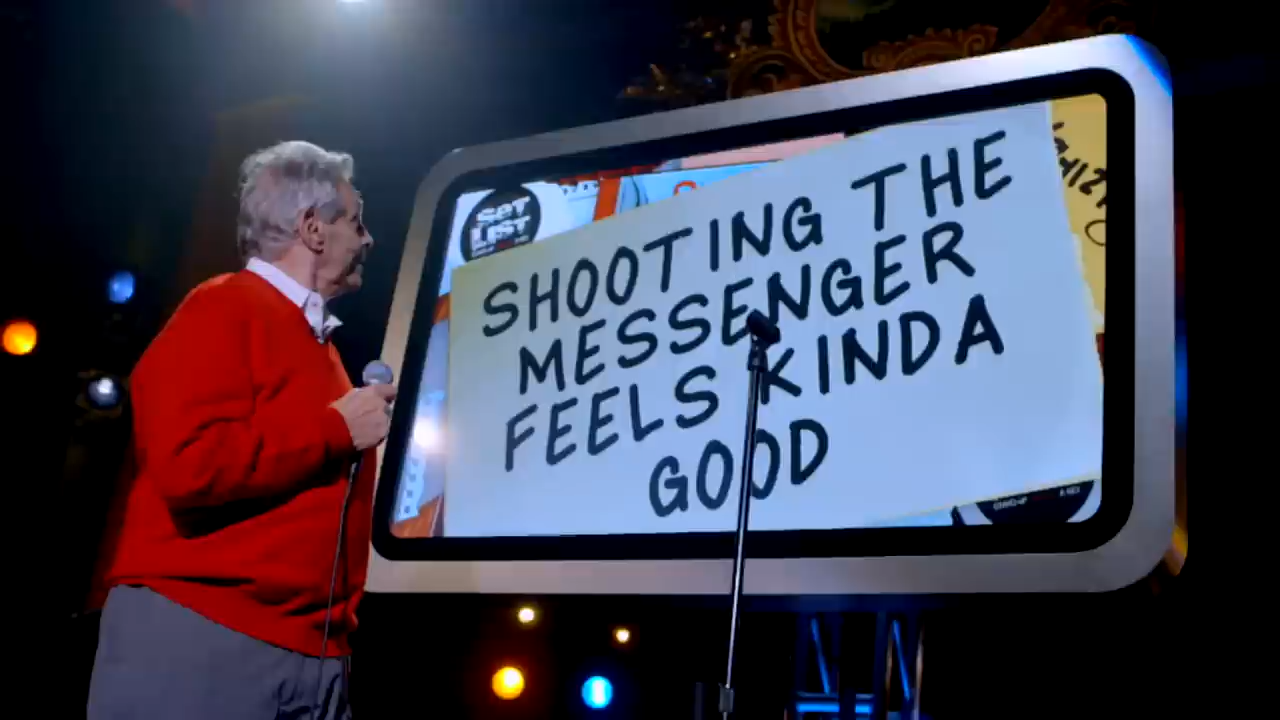 SET
LIST
SHOOTING THE
MESSENGER
FEELS KINDA
GOOD